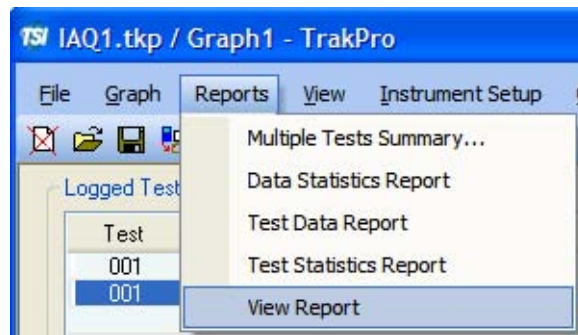 TSI IAQ1.tkp / Graph1 - TrakPro
File Graph Reports View Instrument Setup
Multiple Tests Summary...
Data Statistics Report
Test Data Report
Test Statistics Report
View Report
Logged Test
Test
001
001